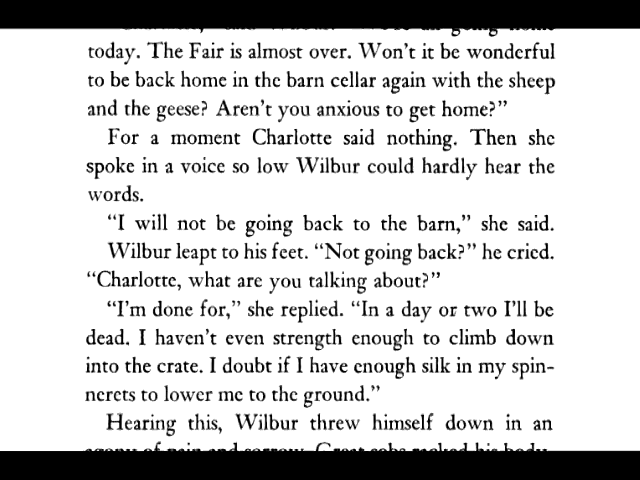 today. The Fair is almost over. Won't it be wonderful
to be back home in the barn cellar again with the sheep
and the geese? Aren't you anxious to get home?”
For a moment Charlotte said nothing. Then she
spoke in a voice so low Wilbur could hardly hear the
words.
“I will not be going back to the barn,” she said.
Wilbur leapt to his feet. “Not going back?” he cried.
“Charlotte, what are you talking about?”
“I'm done for,” she replied. “In a day or two I'll be
dead. I haven't even strength enough to climb down
into the crate. I doubt if I have enough silk in my spin-
nerets to lower me to the ground.”
Hearing this, Wilbur threw himself down in an